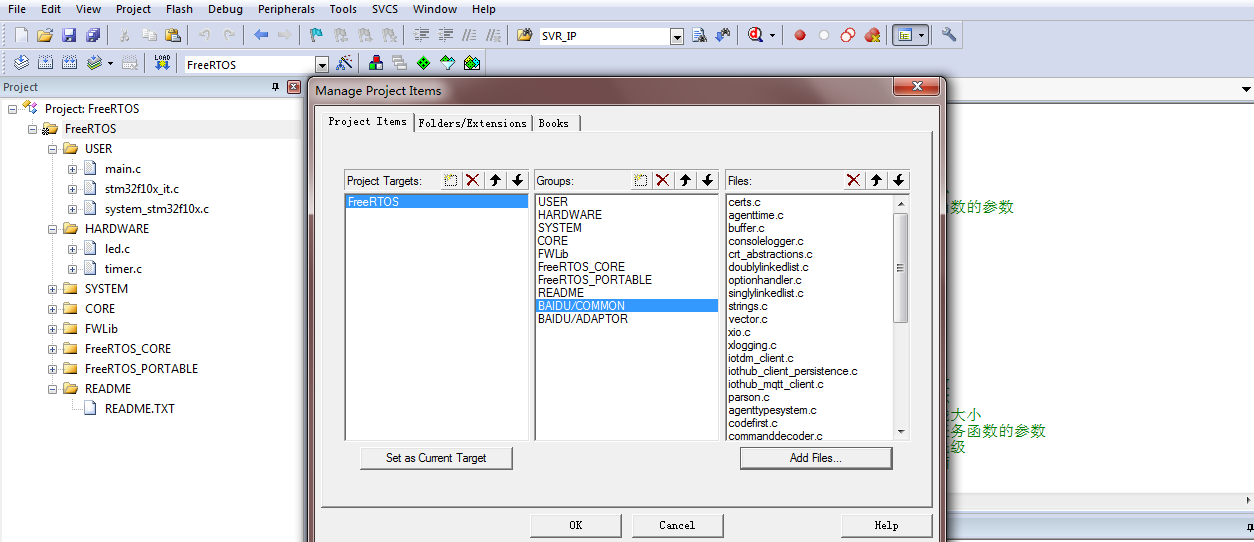 File Edit View Project Flash Debug Peripherals Tools SVCS Window Help
SVR_IP
LOAD
FreeRTOS
Project
Project: FreeRTOS
FreeRTOS
USER
main.c
stm32f10x_it.c
system_stm32f10x.c
HARDWARE
led.c
timer.c
SYSTEM
CORE
FWLib
FreeRTOS_CORE
FreeRTOS_PORTABLE
README
README.TXT
Manage Project Items
Project Items Folders/Extensions Books
Project Targets:
FreeRTOS
Set as Current Target
Groups:
USER
HARDWARE
SYSTEM
CORE
FWLib
FreeRTOS_CORE
FreeRTOS_PORTABLE
README
BAIDU/COMMON
BAIDU/ADAPTOR
Files:
certs.c
agenttime.c
buffer.c
consolelogger.c
crt_abstractions.c
doublylinkedlist.c
optionhandler.c
singlylinkedlist.c
strings.c
vector.c
xio.c
xlogging.c
iotdm_client.c
iothub_client_persistence.c
iothub_mqtt_client.c
parson.c
agenttypesystem.c
codefirst.c
commanddecoder.c
Add Files...
OK Cancel Help
函数的参数
大小
务函数的参数
级